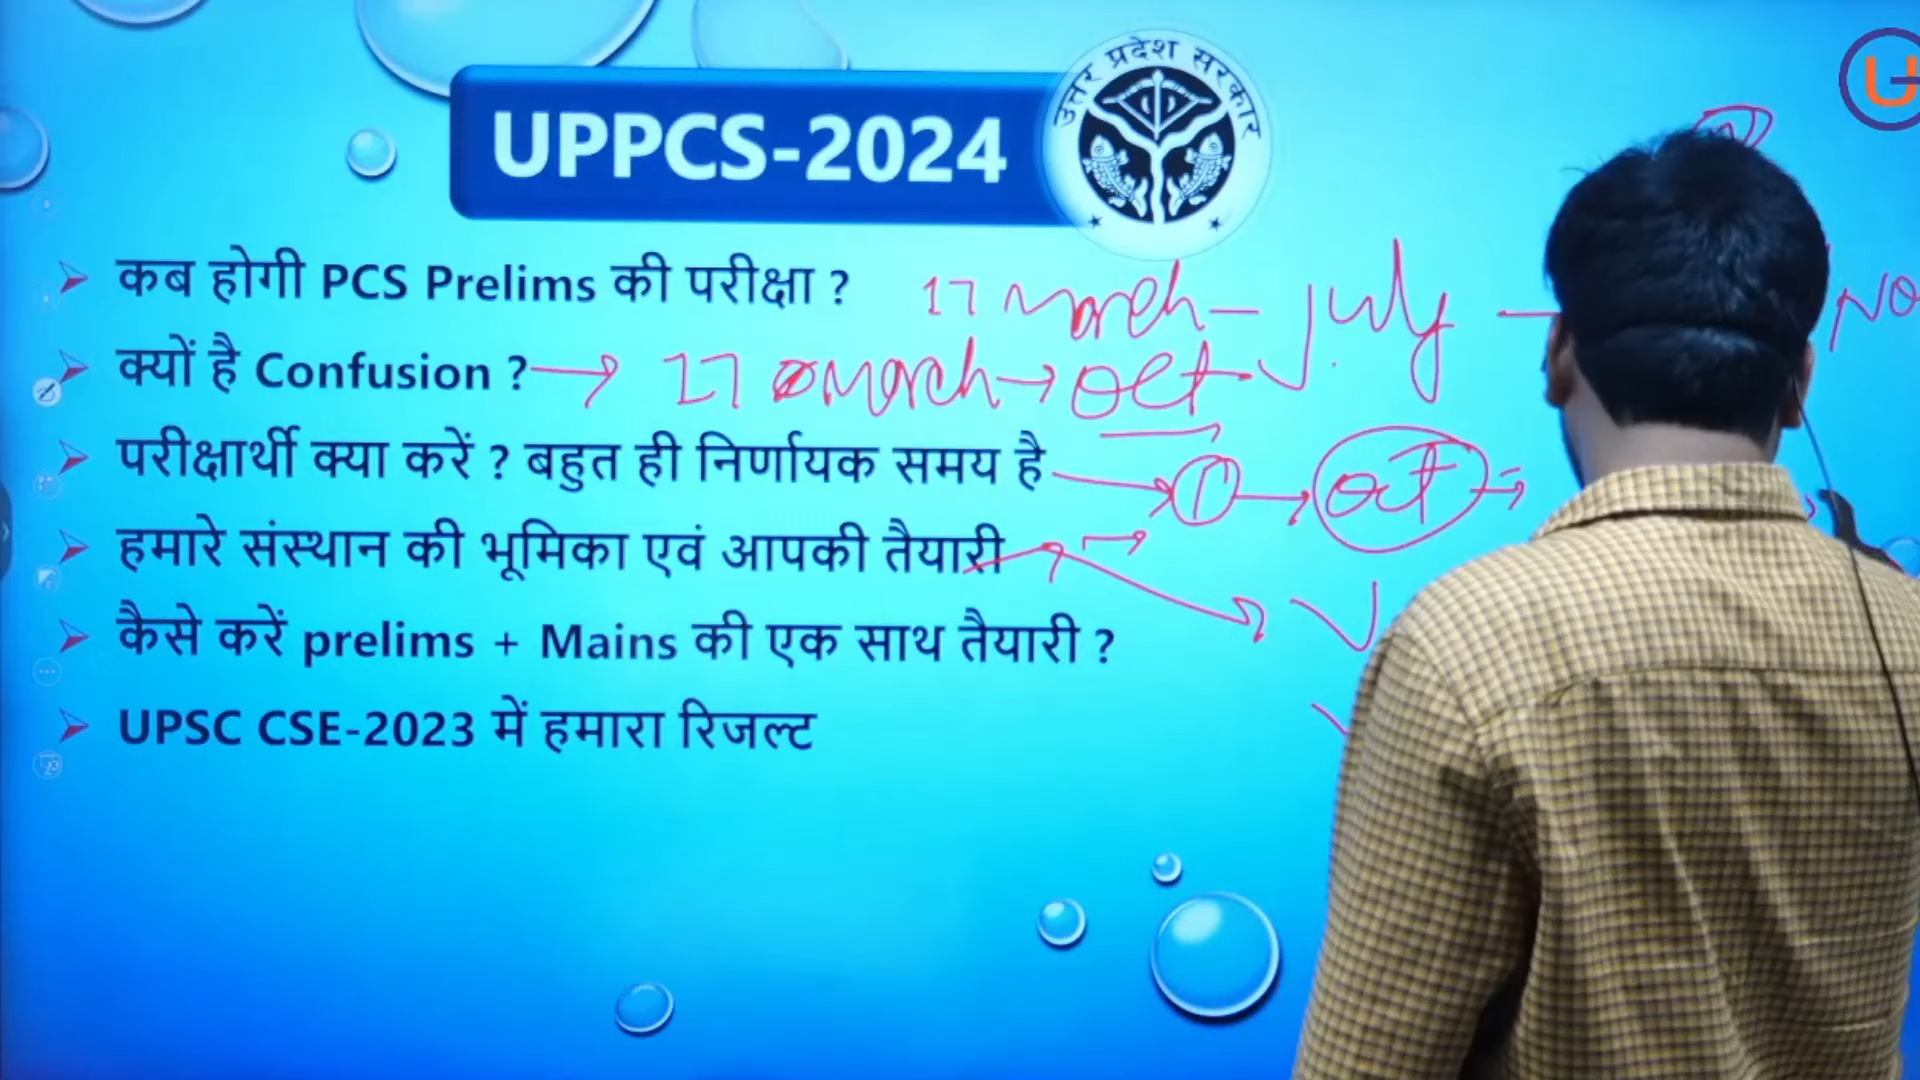 उत्तर प्रदेश सरकार
UPPCS-2024
कब होगी PCS Prelims की परीक्षा ? 17 March - July -
क्यों है Confusion ? → 17 March → Oct -
परीक्षार्थी क्या करें ? बहुत ही निर्णायक समय है → → Oct
हमारे संस्थान की भूमिका एवं आपकी तैयारी
कैसे करें prelims + Mains की एक साथ तैयारी ?
UPSC CSE-2023 में हमारा रिजल्ट